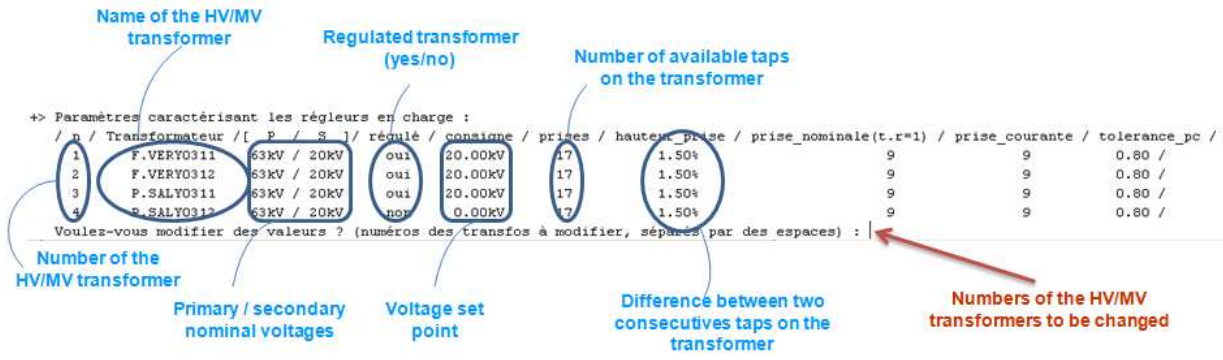 Name of the HV/MV
transformer
Regulated transformer
(yes/no)
Number of available taps
on the transformer
+> Paramètres caractérisant les régleurs en charge :
/ n / Transformateur /[ P / S ]/ régulé / consigne / prises / hauteur_prise / prise_nominale(t.r=1) / prise_courante / tolerance_pc /
1 F.VERYO311 63kV / 20kV oui 20.00kV 17 1.50% 9 9 0.80 /
2 F.VERYO312 63kV / 20kV oui 20.00kV 17 1.50% 9 9 0.80 /
3 P.SALYO311 63kV / 20kV oui 20.00kV 17 1.50% 9 9 0.80 /
4 P.SALYO312 63kV / 20kV non 0.00kV 17 1.50% 9 9 0.80 /
Voulez-vous modifier des valeurs ? (numéros des transfos à modifier, séparés par des espaces) :
Number of the
HV/MV transformer
Primary / secondary
nominal voltages
Voltage set
point
Difference between two
consecutives taps on the
transformer
Numbers of the HV/MV
transformers to be changed